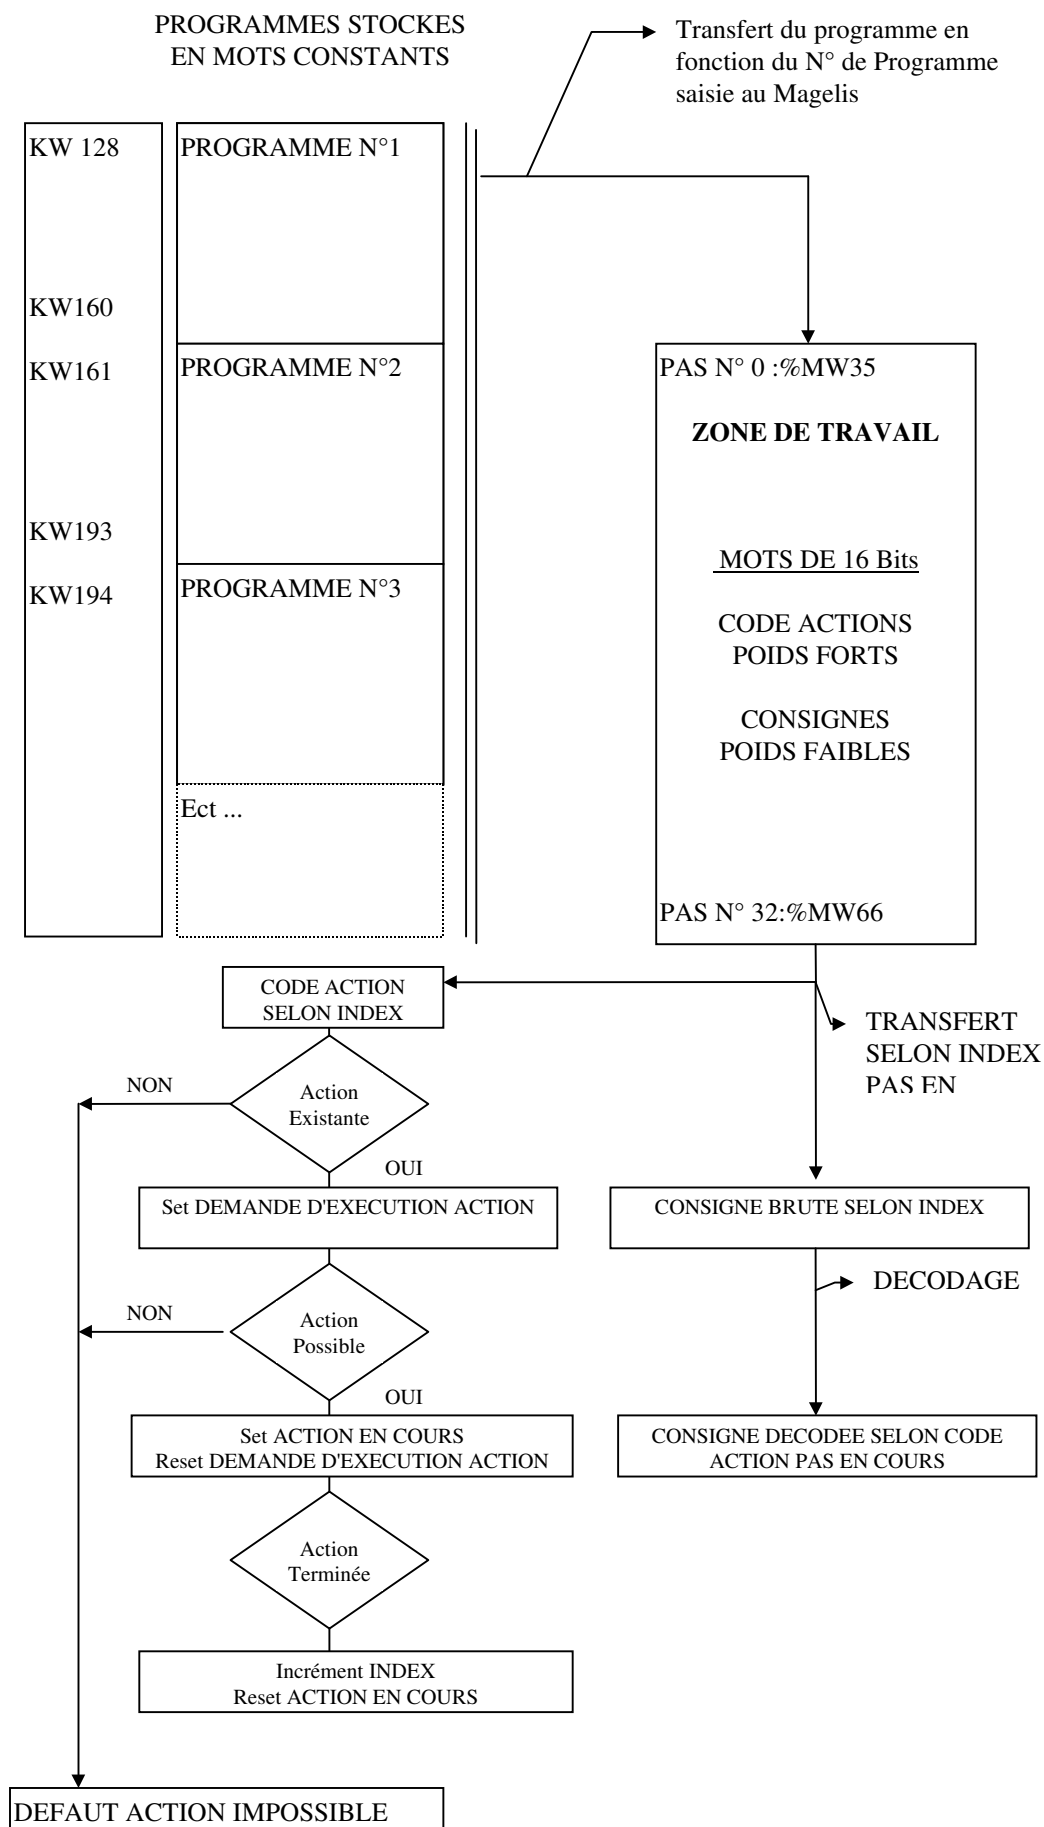 PROGRAMMES STOCKES
EN MOTS CONSTANTS
Transfert du programme en
fonction du N° de Programme
saisie au Magelis
KW 128
PROGRAMME N°1
KW160
KW161
PROGRAMME N°2
KW193
KW194
PROGRAMME N°3
Ect ...
PAS N° 0 :%MW35
ZONE DE TRAVAIL
MOTS DE 16 Bits
CODE ACTIONS
POIDS FORTS
CONSIGNES
POIDS FAIBLES
PAS N° 32:%MW66
CODE ACTION
SELON INDEX
TRANSFERT
SELON INDEX
PAS EN
NON
Action
Existante
OUI
Set DEMANDE D'EXECUTION ACTION
CONSIGNE BRUTE SELON INDEX
DECODAGE
NON
Action
Possible
OUI
Set ACTION EN COURS
Reset DEMANDE D'EXECUTION ACTION
CONSIGNE DECODEE SELON CODE
ACTION PAS EN COURS
Action
Terminée
Incrément INDEX
Reset ACTION EN COURS
DEFAUT ACTION IMPOSSIBLE